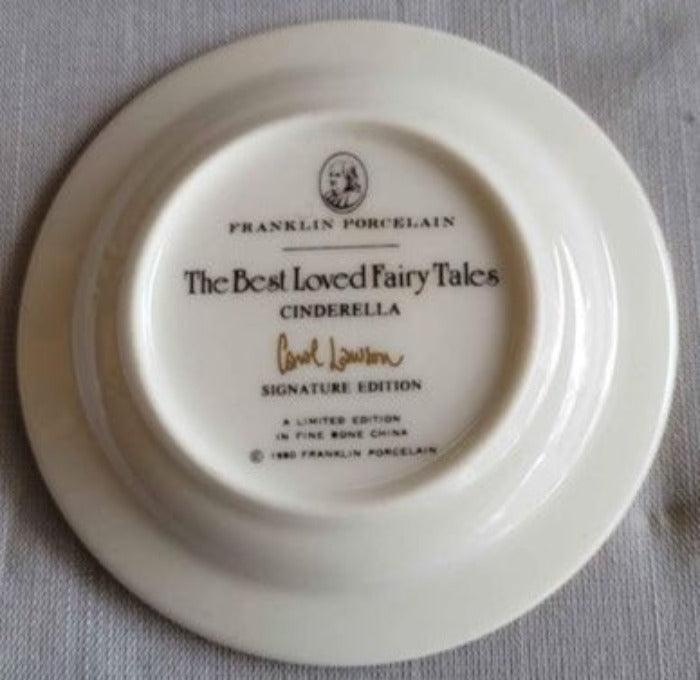 FRANKLIN PORCELAIN
The Best Loved Fairy Tales
CINDERELLA
Carol Lawson
SIGNATURE EDITION
A LIMITED EDITION
IN FINE BONE CHINA
© 1980 FRANKLIN PORCELAIN